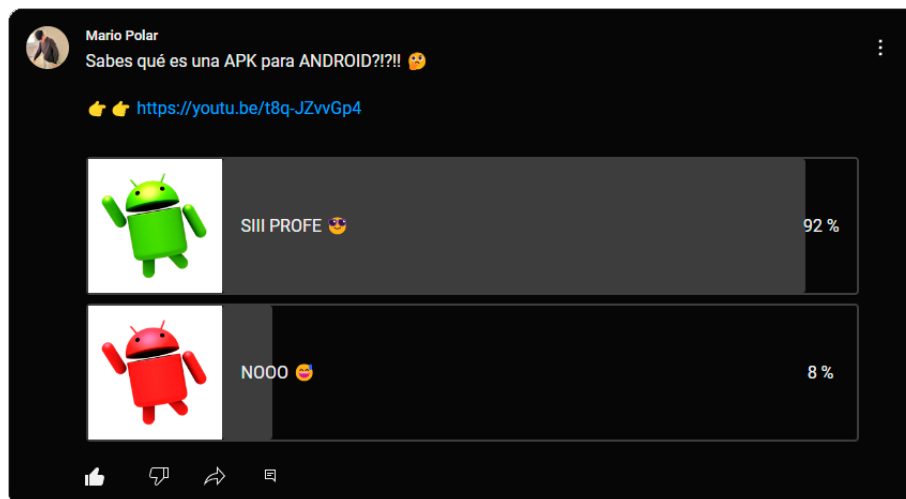 Mario Polar
Sabes qué es una APK para ANDROID?!?!! 🤔
👉 👉 https://youtu.be/t8q-JZvvGp4
SIII PROFE 😎 92 %
NOOO 😅 8 %